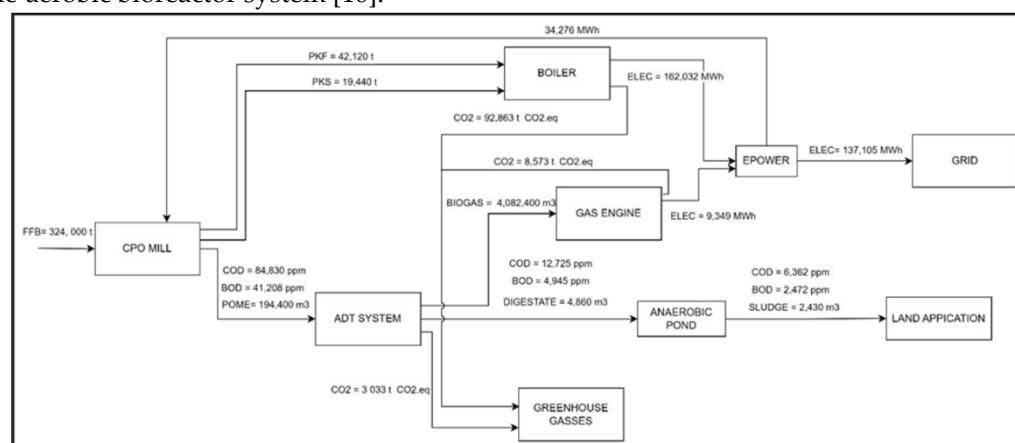 ne-aerobic bioreactor system [10].
34,276 MWh
PKF = 42,120 t
BOILER
ELEC = 162,032 MWh
PKS = 19,440 t
CO2 = 92,863 t CO2.eq
CO2 = 8,573 t CO2.eq
EPOWER
ELEC= 137,105 MWh
GRID
BIOGAS = 4,082,400 m3
GAS ENGINE
ELEC = 9,349 MWh
FFB= 324, 000 t
CPO MILL
COD = 84,830 ppm
BOD = 41,208 ppm
POME= 194,400 m3
COD = 12,725 ppm
BOD = 4,945 ppm
DIGESTATE = 4,860 m3
COD = 6,362 ppm
BOD = 2,472 ppm
SLUDGE = 2,430 m3
ADT SYSTEM
ANAEROBIC
POND
LAND APPICATION
CO2 = 3 033 t CO2.eq
GREENHOUSE
GASSES